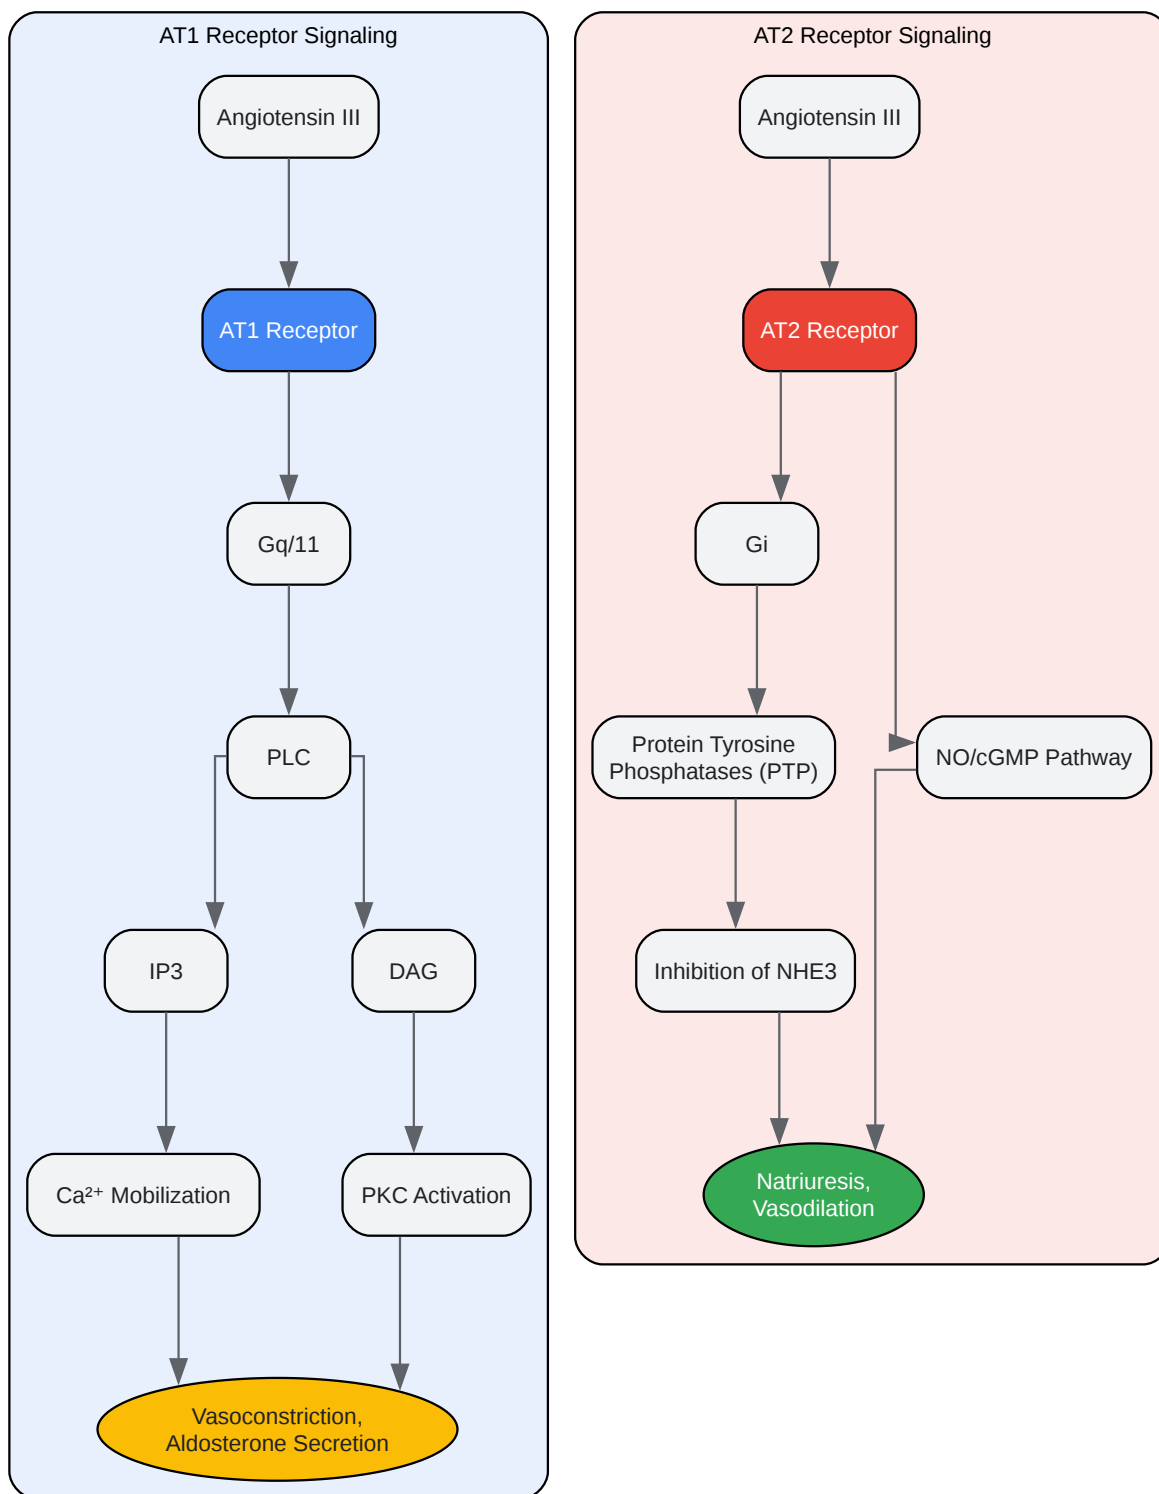 AT1 Receptor Signaling
Angiotensin III
AT1 Receptor
Gq/11
PLC
IP3
DAG
Ca²⁺ Mobilization
PKC Activation
Vasoconstriction,
Aldosterone Secretion
AT2 Receptor Signaling
Angiotensin III
AT2 Receptor
Gi
Protein Tyrosine
Phosphatases (PTP)
NO/cGMP Pathway
Inhibition of NHE3
Natriuresis,
Vasodilation